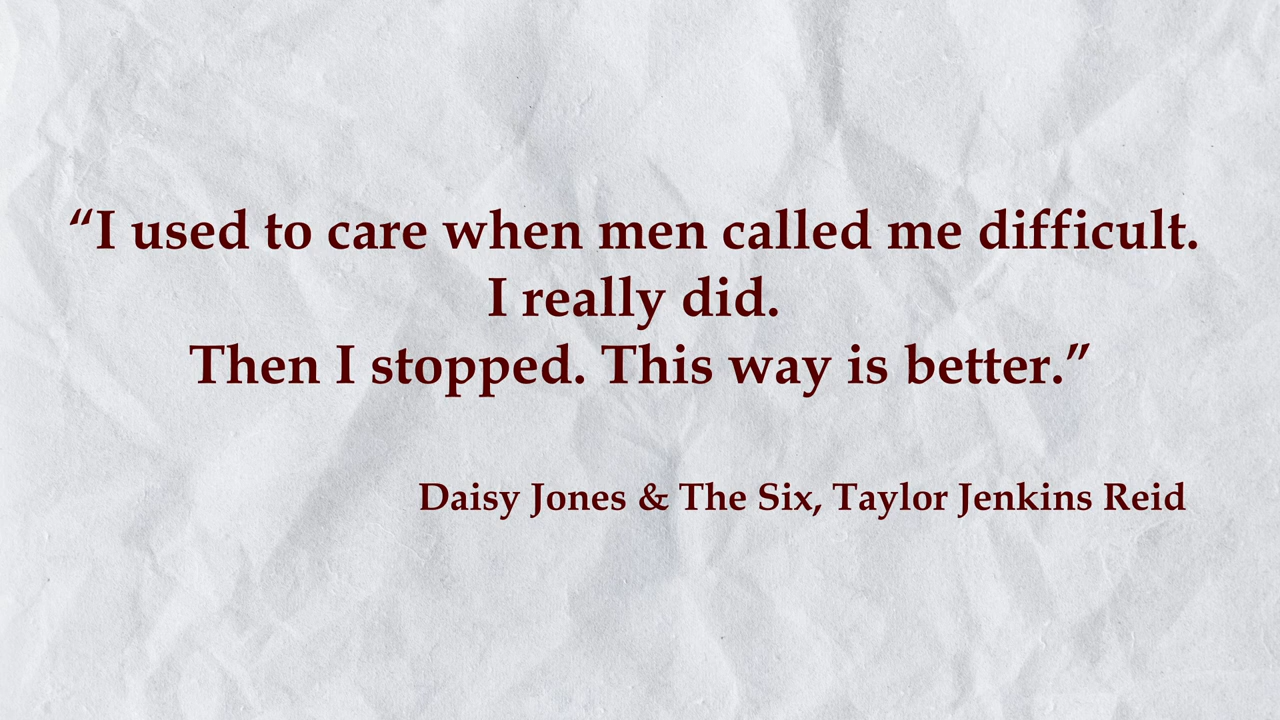 “I used to care when men called me difficult.
I really did.
Then I stopped. This way is better.”
Daisy Jones & The Six, Taylor Jenkins Reid